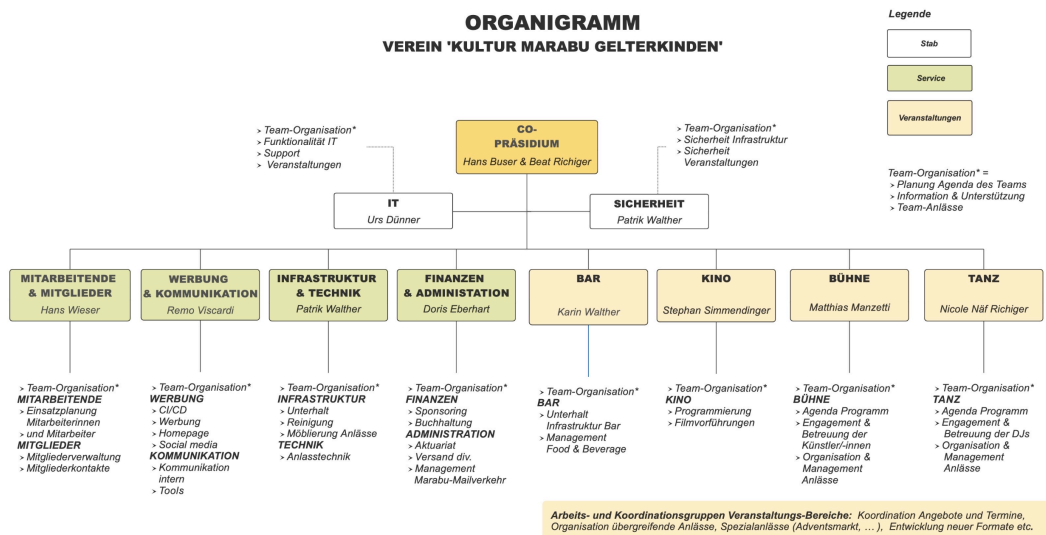 ORGANIGRAMM
VEREIN 'KULTUR MARABU GELTERKINDEN'
Legende
Stab
Service
Veranstaltungen
Team-Organisation* =
> Planung Agenda des Teams
> Information & Unterstützung
> Team-Anlässe
> Team-Organisation*
> Funktionalität IT
> Support
> Veranstaltungen
CO-
PRÄSIDIUM
Hans Buser & Beat Richiger
> Team-Organisation*
> Sicherheit Infrastruktur
> Sicherheit
Veranstaltungen
IT
Urs Dünner
SICHERHEIT
Patrik Walther
MITARBEITENDE
& MITGLIEDER
Hans Wieser
WERBUNG
& KOMMUNIKATION
Remo Viscardi
INFRASTRUKTUR
& TECHNIK
Patrik Walther
FINANZEN
& ADMINISTATION
Doris Eberhart
BAR
Karin Walther
KINO
Stephan Simmendinger
BÜHNE
Matthias Manzetti
TANZ
Nicole Näf Richiger
> Team-Organisation*
MITARBEITENDE
> Einsatzplanung
Mitarbeiterinnen
> und Mitarbeiter
MITGLIEDER
> Mitgliederverwaltung
> Mitgliederkontakte
> Team-Organisation*
WERBUNG
> CI/CD
> Werbung
> Homepage
> Social media
KOMMUNIKATION
> Kommunikation
intern
> Tools
> Team-Organisation*
INFRASTRUKTUR
> Unterhalt
> Reinigung
> Möblierung Anlässe
TECHNIK
> Anlasstechnik
> Team-Organisation*
FINANZEN
> Sponsoring
> Buchhaltung
ADMINISTRATION
> Aktuariat
> Versand div.
> Management
Marabu-Mailverkehr
> Team-Organisation*
BAR
> Unterhalt
Infrastruktur Bar
> Management
Food & Beverage
> Team-Organisation*
KINO
> Programmierung
> Filmvorführungen
> Team-Organisation*
BÜHNE
> Agenda Programm
> Engagement &
Betreuung der
Künstler/-innen
> Organisation &
Management
Anlässe
> Team-Organisation*
TANZ
> Agenda Programm
> Engagement &
Betreuung der DJs
> Organisation &
Management
Anlässe
Arbeits- und Koordinationsgruppen Veranstaltungs-Bereiche: Koordination Angebote und Termine,
Organisation übergreifende Anlässe, Spezialanlässe (Adventsmarkt, ... ), Entwicklung neuer Formate etc.